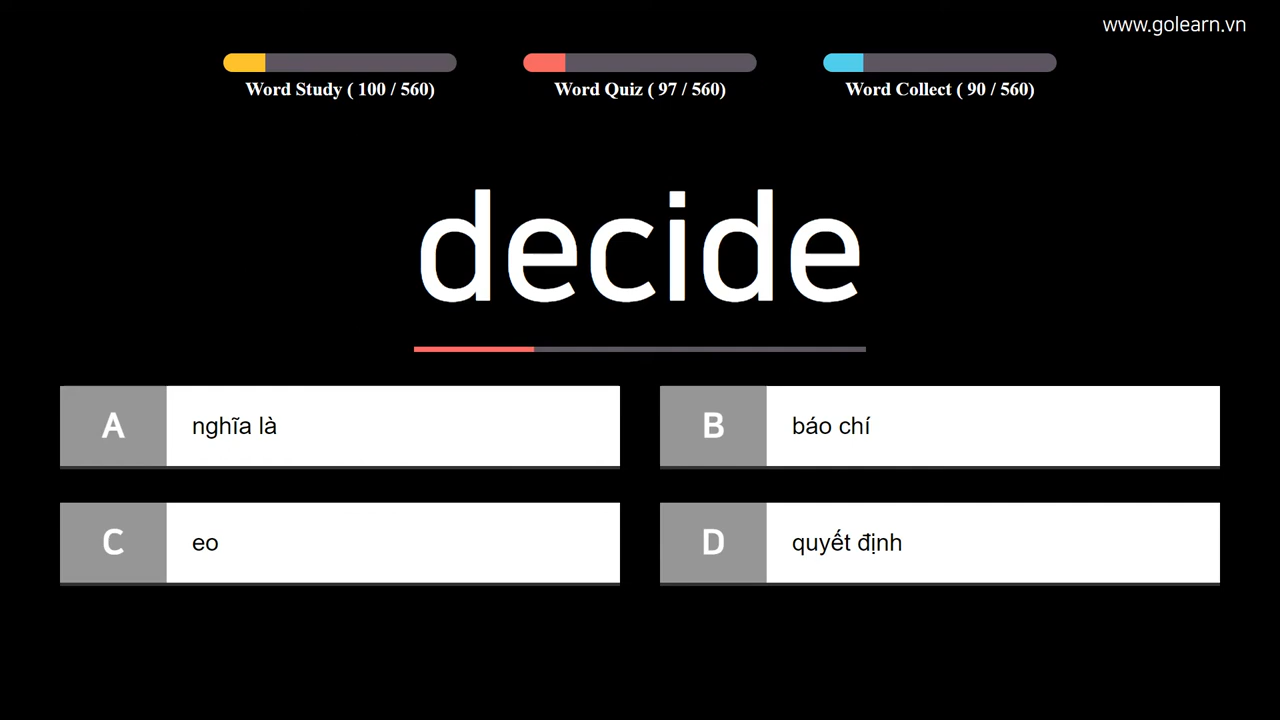 www.golearn.vn
Word Study ( 100 / 560)
Word Quiz ( 97 / 560)
Word Collect ( 90 / 560)
decide
A nghĩa là
B báo chí
C eo
D quyết định